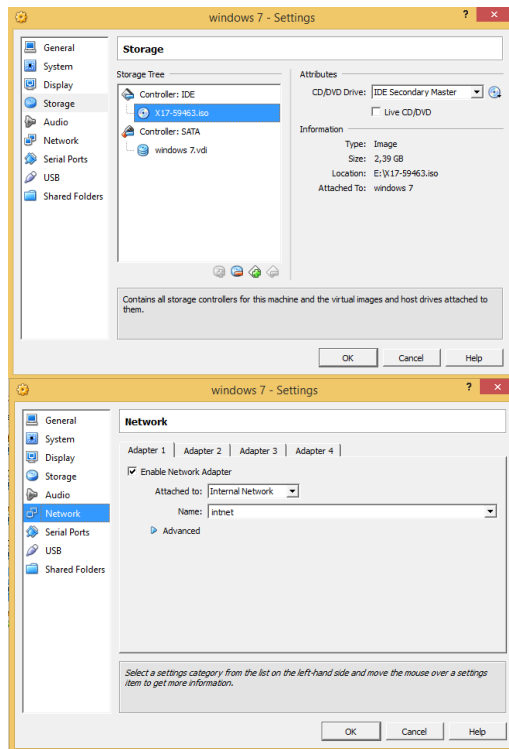 windows 7 - Settings
?
×
General
System
Display
Storage
Audio
Network
Serial Ports
USB
Shared Folders
Storage
Storage Tree
Controller: IDE
X17-59463.iso
Controller: SATA
windows 7.vdi
Attributes
CD/DVD Drive: IDE Secondary Master
Live CD/DVD
Information
Type: Image
Size: 2,39 GB
Location: E:\X17-59463.iso
Attached To: windows 7
Contains all storage controllers for this machine and the virtual images and host drives attached to
them.
OK Cancel Help
windows 7 - Settings
?
×
General
System
Display
Storage
Audio
Network
Serial Ports
USB
Shared Folders
Network
Adapter 1 Adapter 2 Adapter 3 Adapter 4
Enable Network Adapter
Attached to: Internal Network
Name: intnet
Advanced
Select a settings category from the list on the left-hand side and move the mouse over a settings
item to get more information.
OK Cancel Help